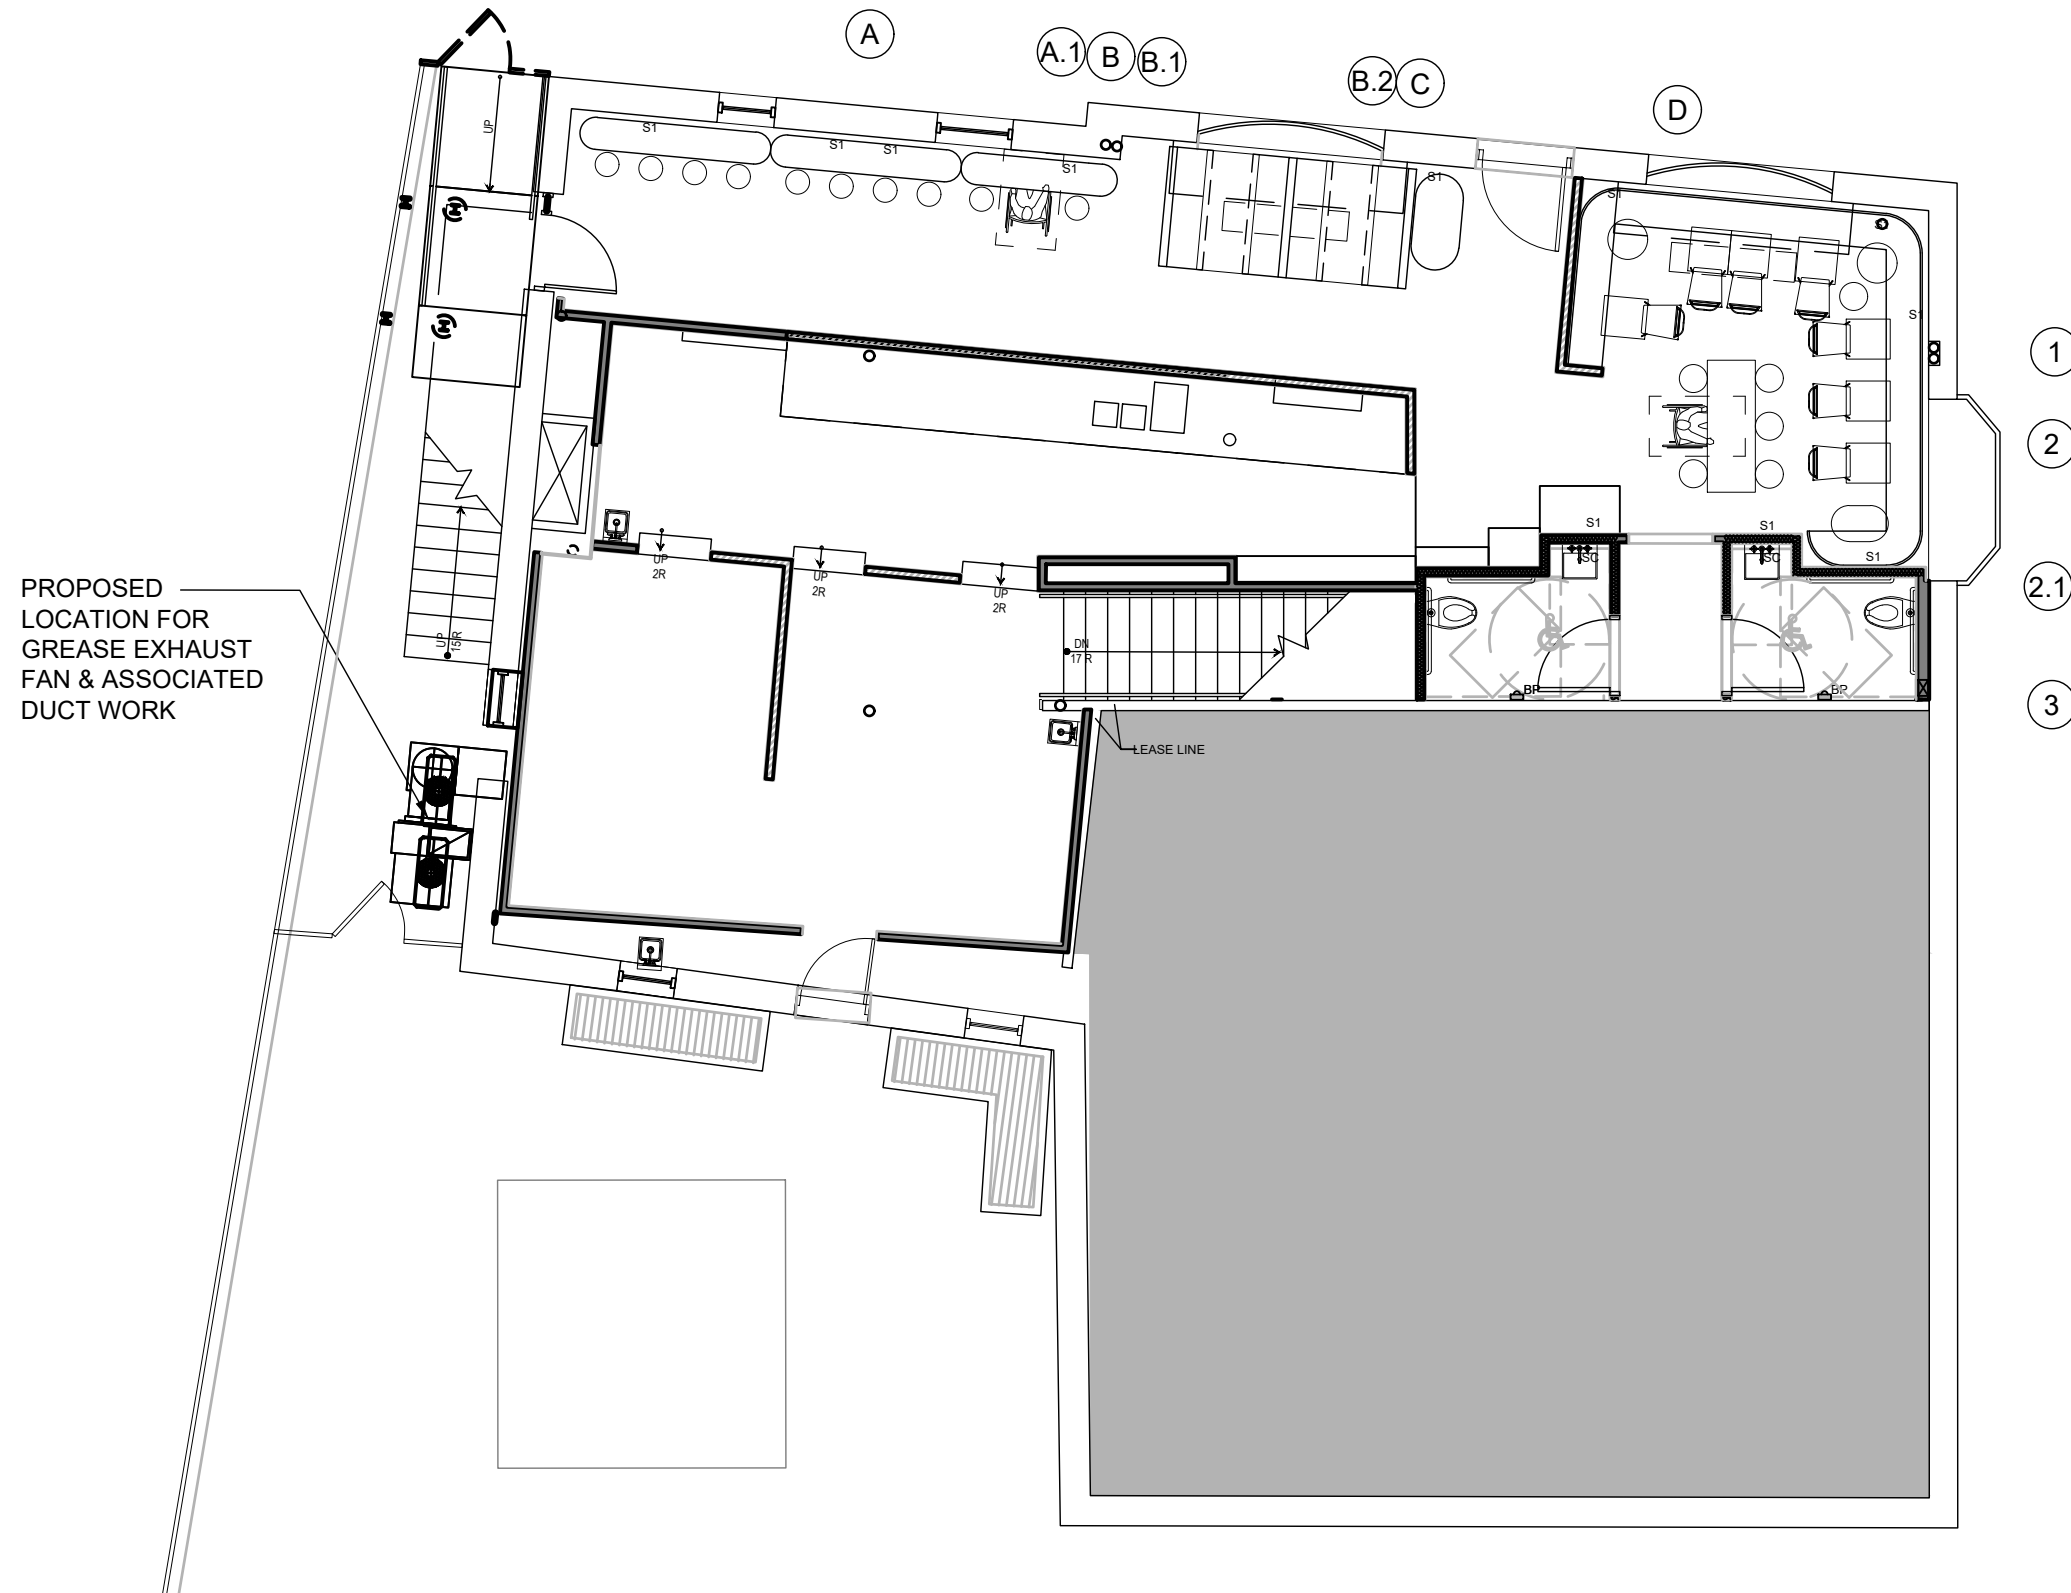 A
A.1
B
B.1
B.2
C
D
UP
S1
S1
S1
S1
S1
S1
S1
S1
1
2
S1
S1
S1
SC
SC
UP
2R
UP
2R
UP
2R
PROPOSED
LOCATION FOR
GREASE EXHAUST
FAN & ASSOCIATED
DUCT WORK
UP
15R
DN
17 R
2.1
BP
BP
3
LEASE LINE